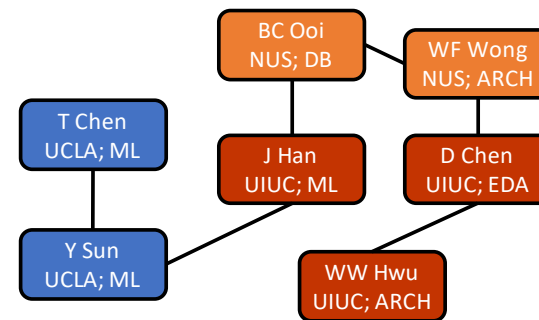 BC Ooi
NUS; DB
WF Wong
NUS; ARCH
T Chen
UCLA; ML
J Han
UIUC; ML
D Chen
UIUC; EDA
Y Sun
UCLA; ML
WW Hwu
UIUC; ARCH